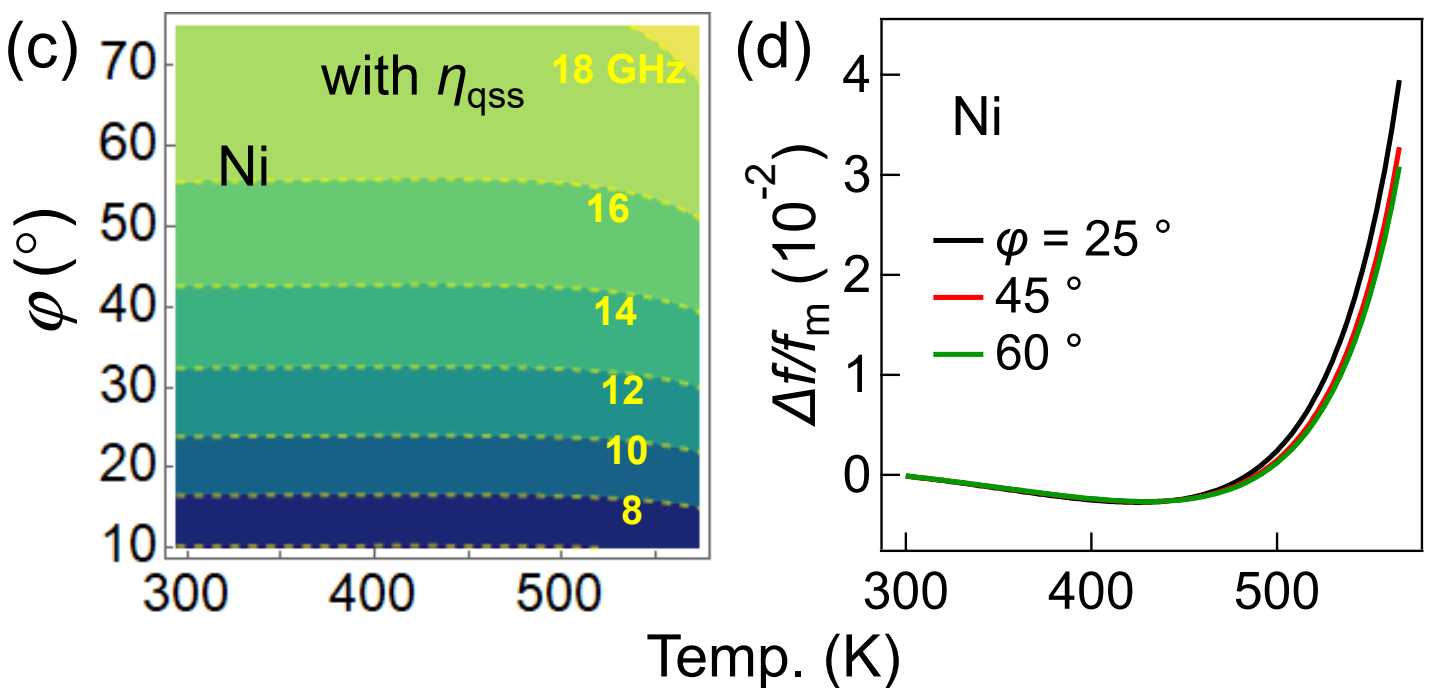 (c)
70
60
50
40
30
20
10
φ (°)
with ηqss
Ni
18 GHz
16
14
12
10
8
300 400 500
(d)
4
3
2
1
0
Δf/fm (10-2)
Ni
φ = 25 °
45 °
60 °
300 400 500
Temp. (K)